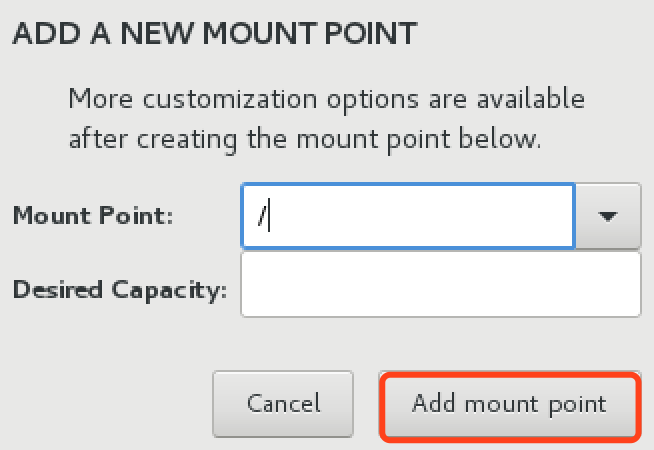 ADD A NEW MOUNT POINT
More customization options are available
after creating the mount point below.
Mount Point: /
Desired Capacity:
Cancel Add mount point